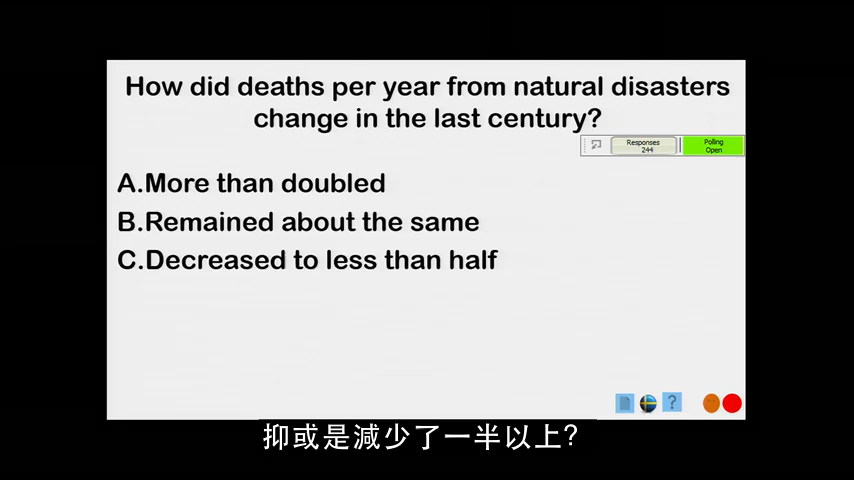 How did deaths per year from natural disasters
change in the last century?
Responses
244
Polling
Open
A.More than doubled
B.Remained about the same
C.Decreased to less than half
?
抑或是減少了一半以上?